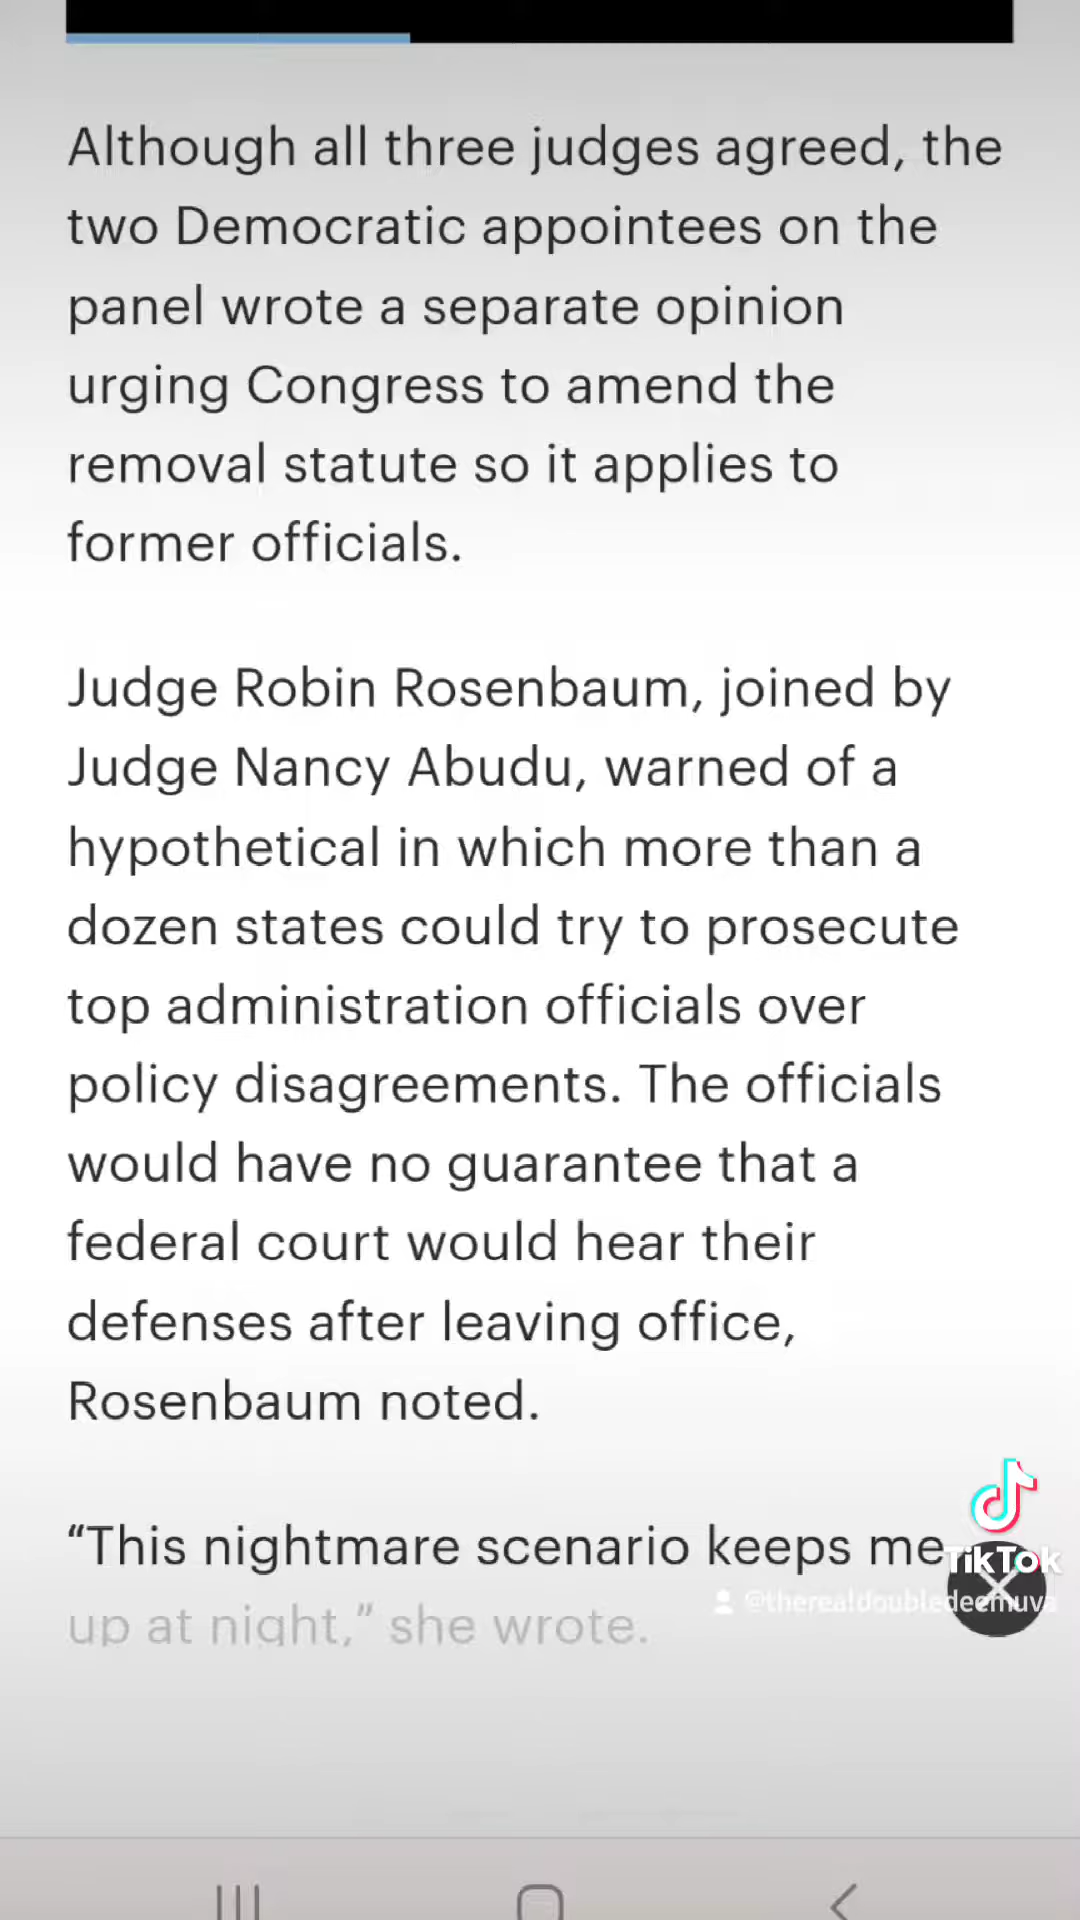 Although all three judges agreed, the
two Democratic appointees on the
panel wrote a separate opinion
urging Congress to amend the
removal statute so it applies to
former officials.
Judge Robin Rosenbaum, joined by
Judge Nancy Abudu, warned of a
hypothetical in which more than a
dozen states could try to prosecute
top administration officials over
policy disagreements. The officials
would have no guarantee that a
federal court would hear their
defenses after leaving office,
Rosenbaum noted.
“This nightmare scenario keeps me
up at night,” she wrote.
TikTok
@therealdoubledeemuva